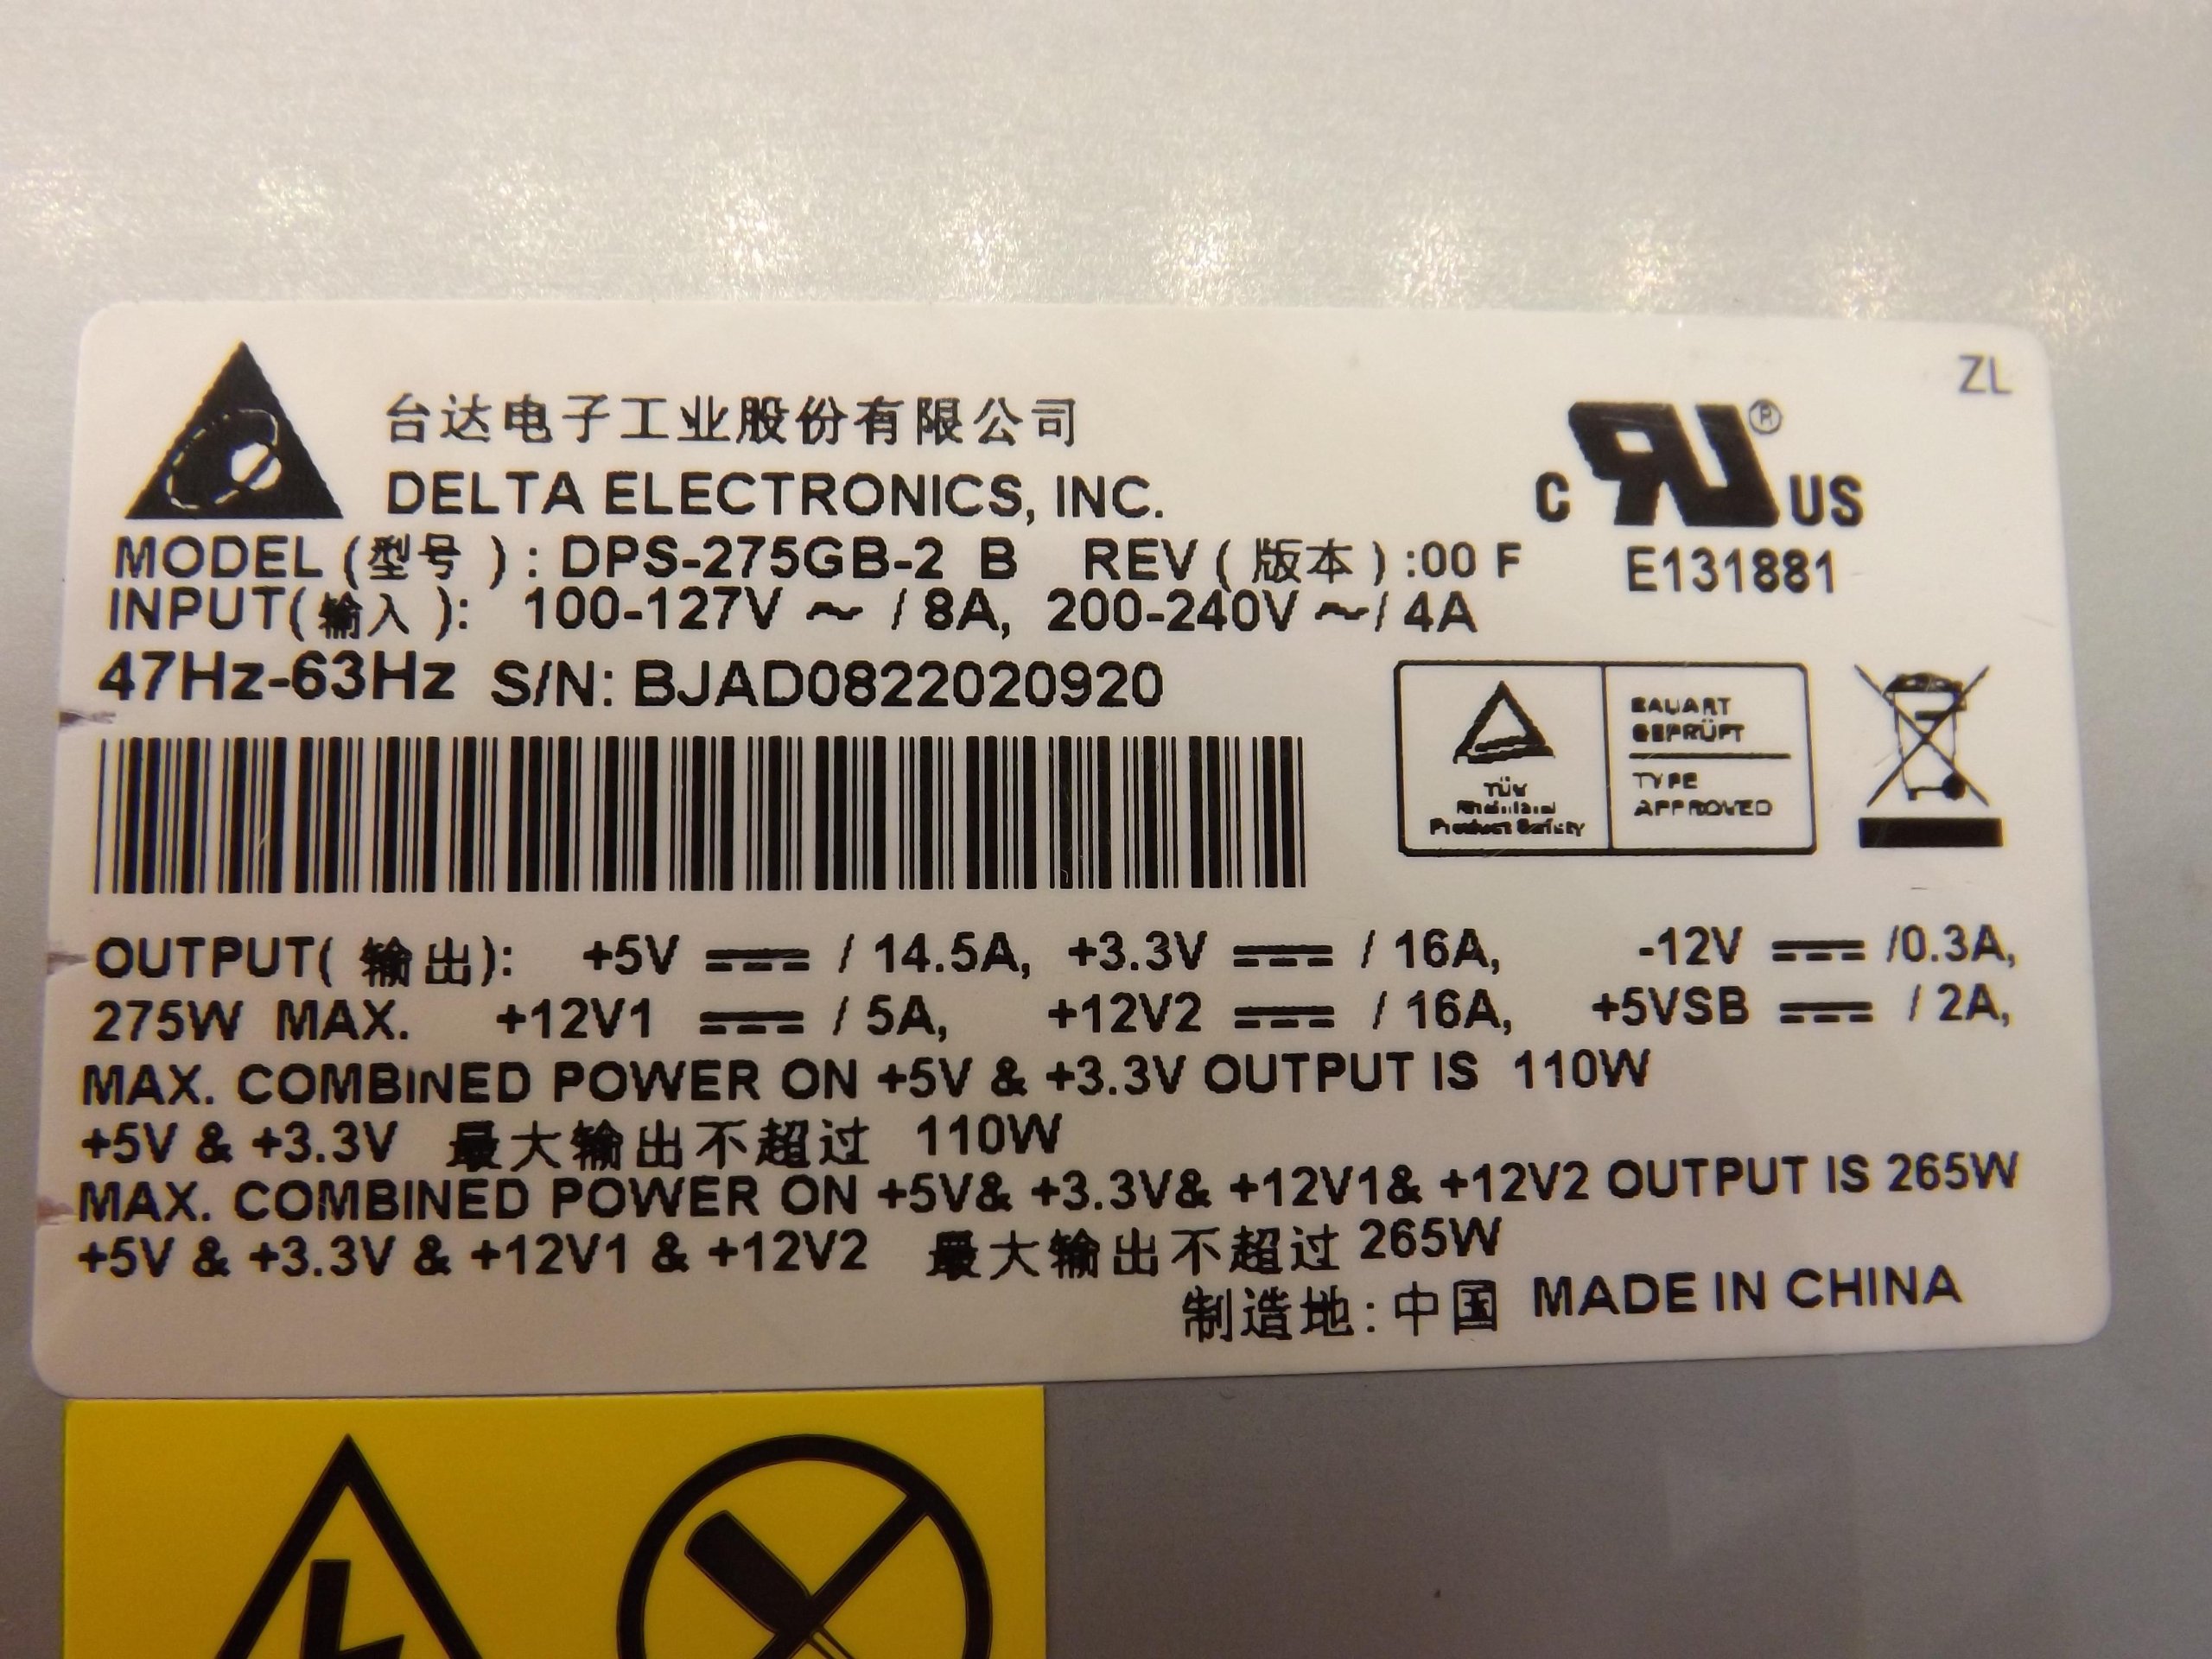 ZL
台达电子工业股份有限公司
DELTA ELECTRONICS, INC.
C RU® US
MODEL (型号) : DPS-275GB-2 B REV (版本) :00 F
E131881
INPUT(输入): 100-127V ～ / 8A, 200-240V ～/ 4A
47Hz-63Hz S/N: BJAD0822020920
BAUART
GEPRÜFT
TYPE
APPROVED
TÜV
Rheinland
Product Safety
OUTPUT(输出): +5V ⎓ / 14.5A, +3.3V ⎓ / 16A, -12V ⎓ /0.3A,
275W MAX. +12V1 ⎓ / 5A, +12V2 ⎓ / 16A, +5VSB ⎓ / 2A,
MAX. COMBINED POWER ON +5V & +3.3V OUTPUT IS 110W
+5V & +3.3V 最大输出不超过 110W
MAX. COMBINED POWER ON +5V& +3.3V& +12V1& +12V2 OUTPUT IS 265W
+5V & +3.3V & +12V1 & +12V2 最大输出不超过 265W
制造地: 中国 MADE IN CHINA